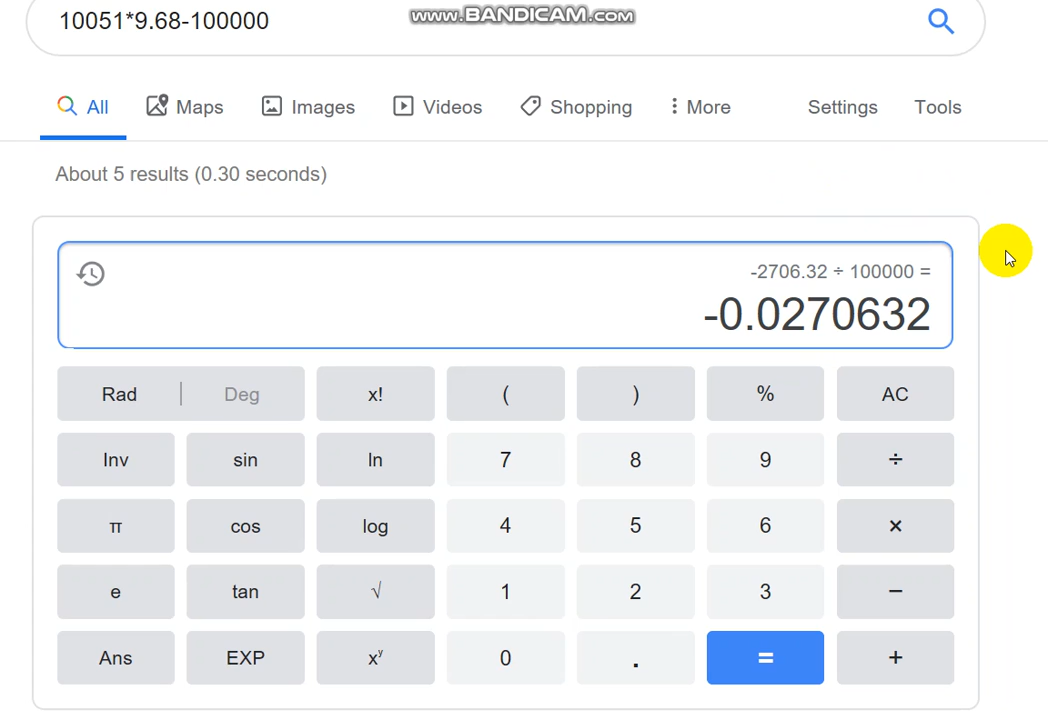 10051*9.68-100000
www.BANDICAM.com
All Maps Images Videos Shopping More Settings Tools
About 5 results (0.30 seconds)
-2706.32 ÷ 100000 =
-0.0270632
Rad | Deg x! ( ) % AC
Inv sin ln 7 8 9 ÷
π cos log 4 5 6 ×
e tan √ 1 2 3 −
Ans EXP xʸ 0 . = +